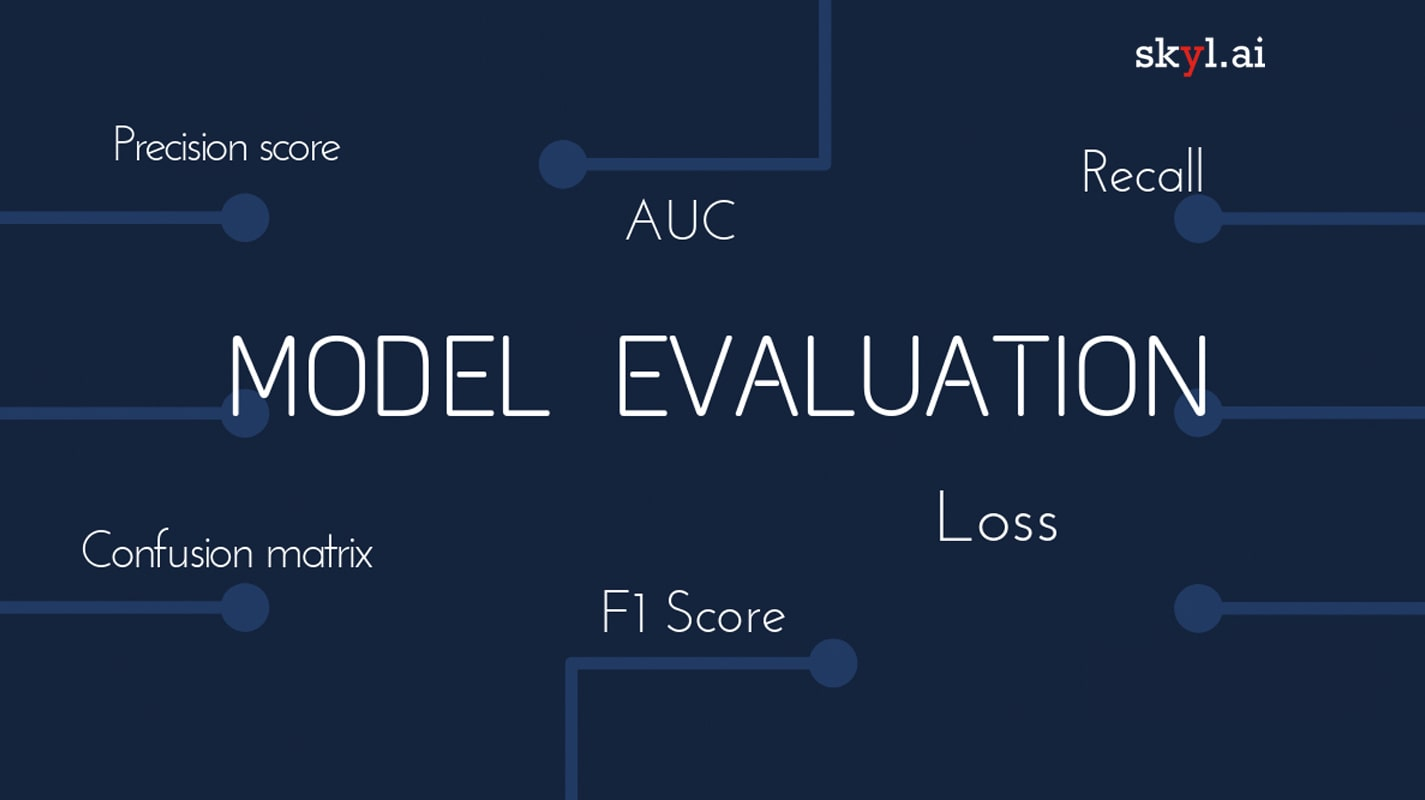 skyl.ai
Precision score
Recall
AUC
MODEL EVALUATION
Loss
Confusion matrix
F1 Score